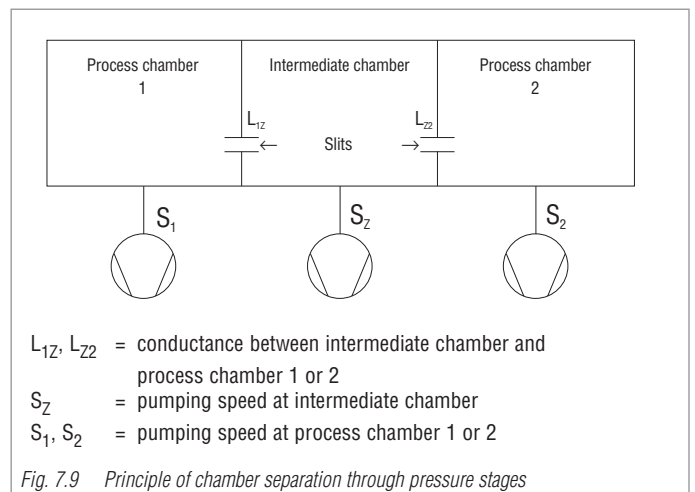 Process chamber Intermediate chamber Process chamber
1 2
L1Z LZ2
← Slits →
S1 SZ S2
L1Z, LZ2 = conductance between intermediate chamber and
process chamber 1 or 2
SZ = pumping speed at intermediate chamber
S1, S2 = pumping speed at process chamber 1 or 2
Fig. 7.9 Principle of chamber separation through pressure stages